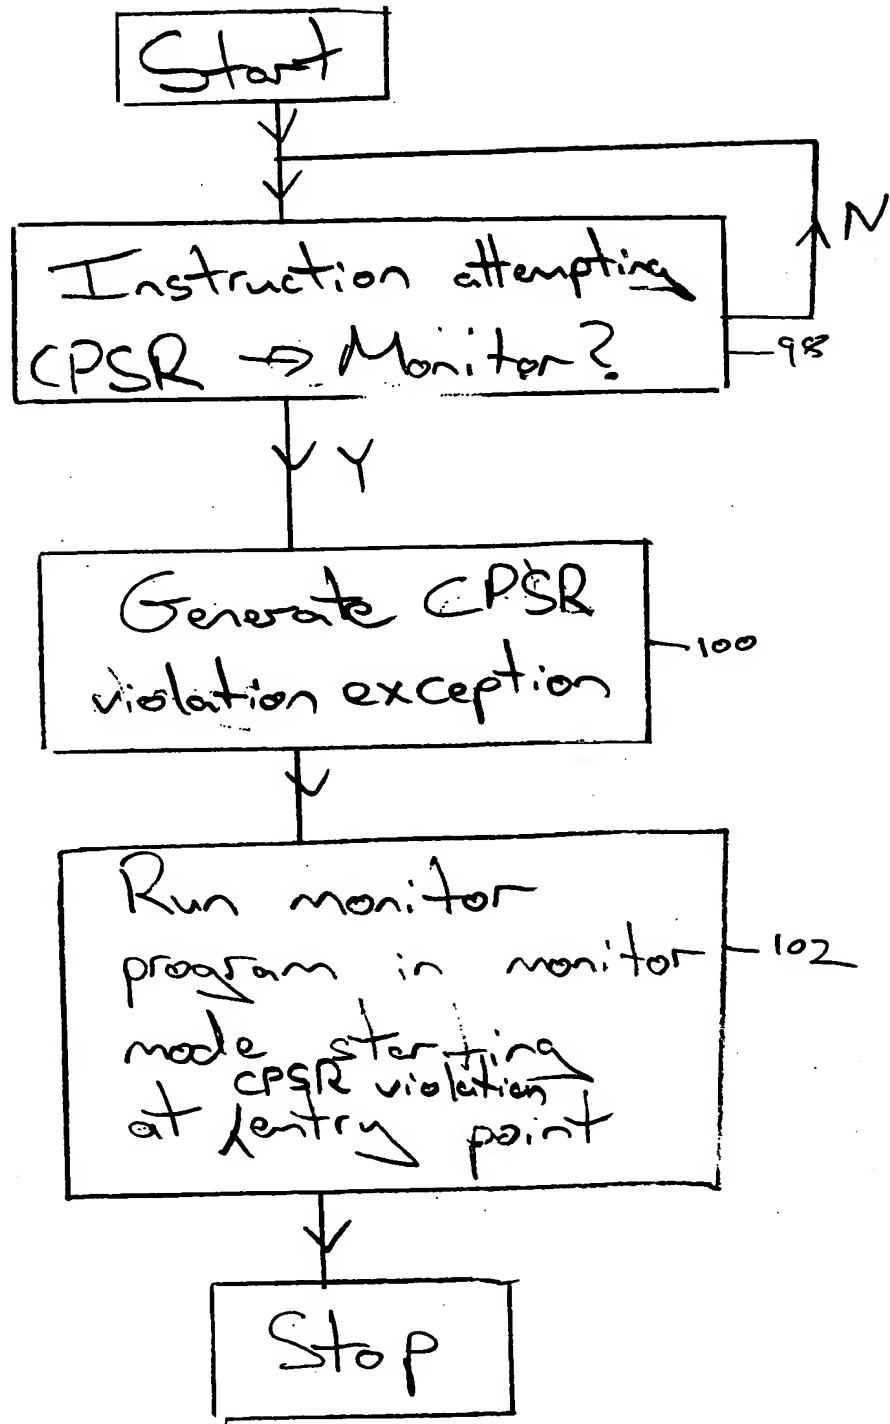 Start
N
Instruction attempting
CPSR → Monitor?
98
Y
Generate CPSR
violation exception
100
Run monitor
program in monitor
102
mode starting
CPSR violation
at entry point
Stop